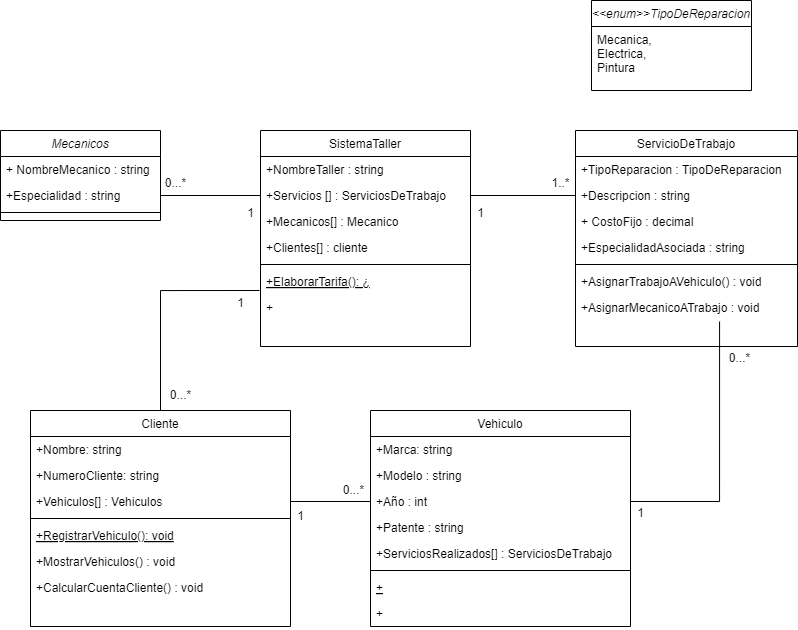 <<enum>>TipoDeReparacion
Mecanica,
Electrica,
Pintura
Mecanicos
+ NombreMecanico : string
+Especialidad : string
0...*
1
SistemaTaller
+NombreTaller : string
+Servicios [] : ServiciosDeTrabajo
+Mecanicos[] : Mecanico
+Clientes[] : cliente
+ElaborarTarifa(): ¿
+
1..*
1
ServicioDeTrabajo
+TipoReparacion : TipoDeReparacion
+Descripcion : string
+ CostoFijo : decimal
+EspecialidadAsociada : string
+AsignarTrabajoAVehiculo() : void
+AsignarMecanicoATrabajo : void
1
0...*
0...*
Cliente
+Nombre: string
+NumeroCliente: string
+Vehiculos[] : Vehiculos
+RegistrarVehiculo(): void
+MostrarVehiculos() : void
+CalcularCuentaCliente() : void
0...*
1
Vehiculo
+Marca: string
+Modelo : string
+Año : int
+Patente : string
+ServiciosRealizados[] : ServiciosDeTrabajo
+
+
1